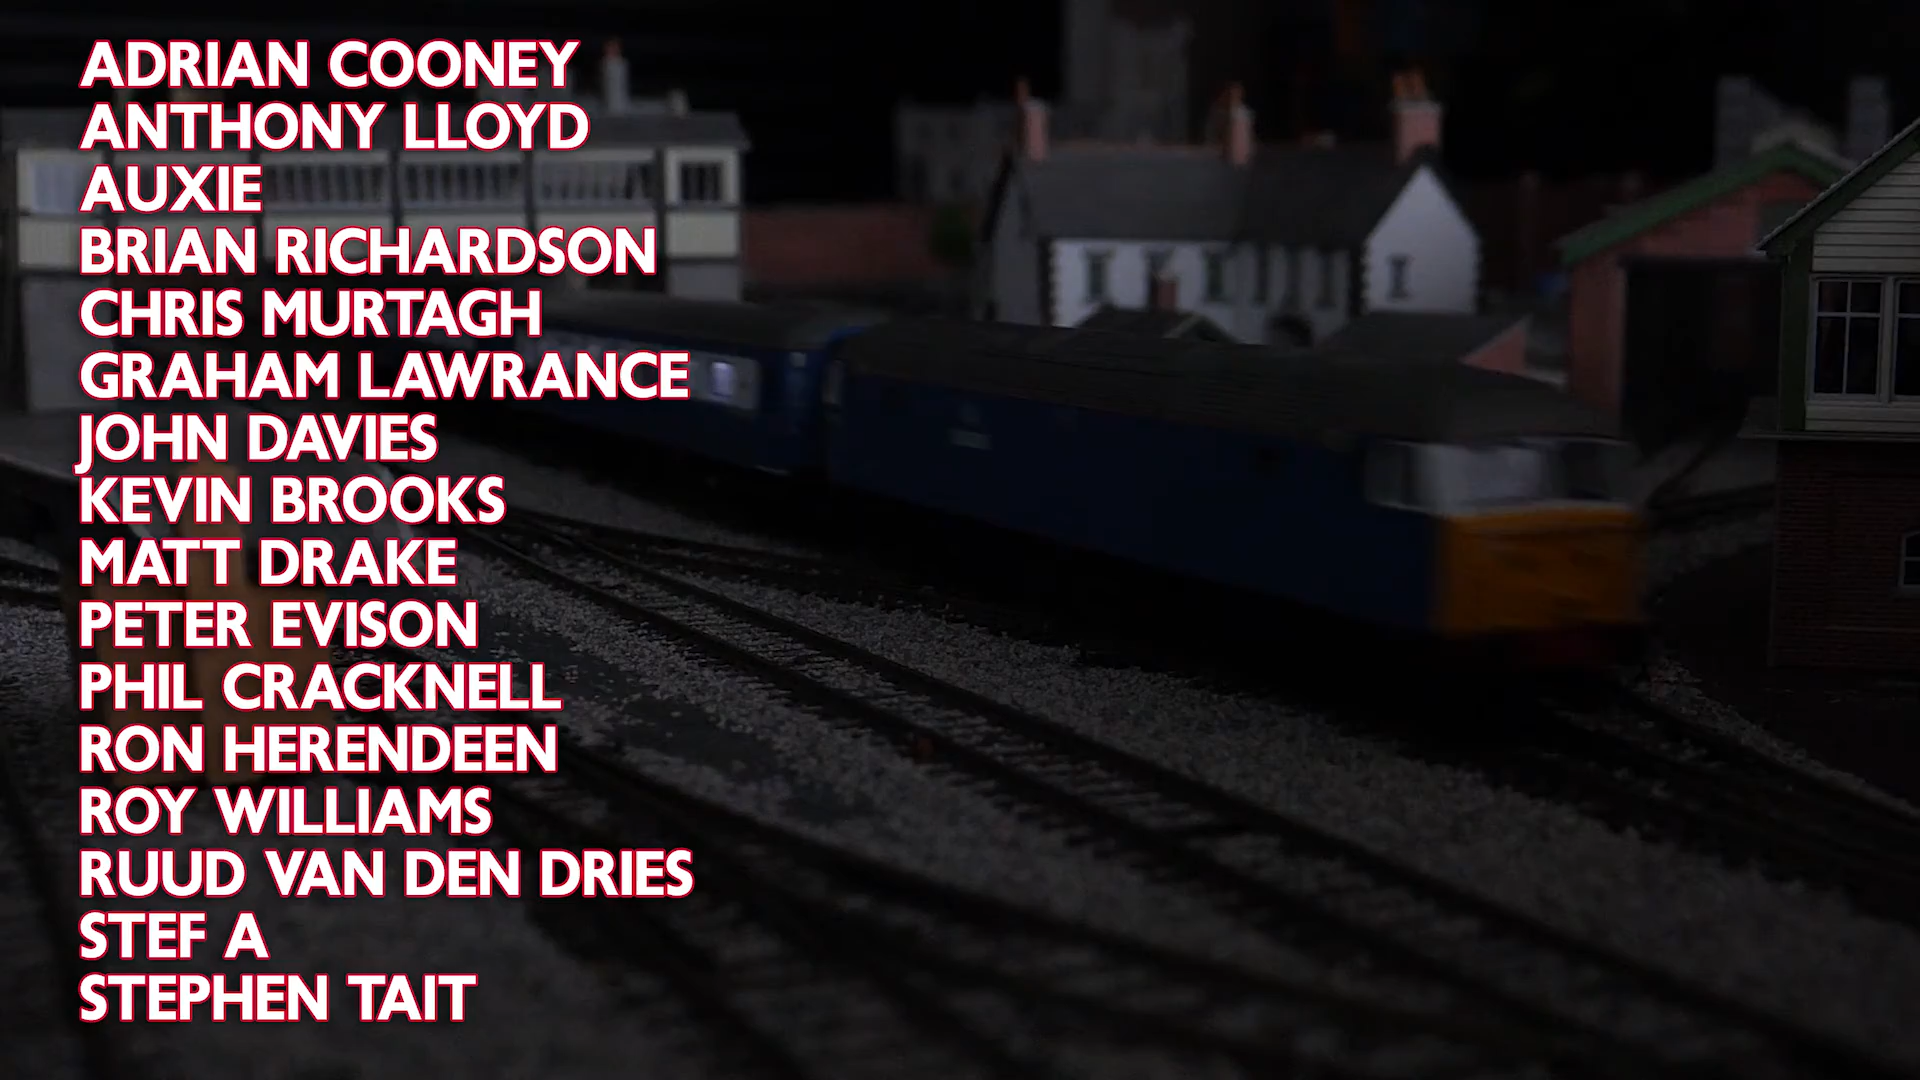 ADRIAN COONEY
ANTHONY LLOYD
AUXIE
BRIAN RICHARDSON
CHRIS MURTAGH
GRAHAM LAWRANCE
JOHN DAVIES
KEVIN BROOKS
MATT DRAKE
PETER EVISON
PHIL CRACKNELL
RON HERENDEEN
ROY WILLIAMS
RUUD VAN DEN DRIES
STEF A
STEPHEN TAIT